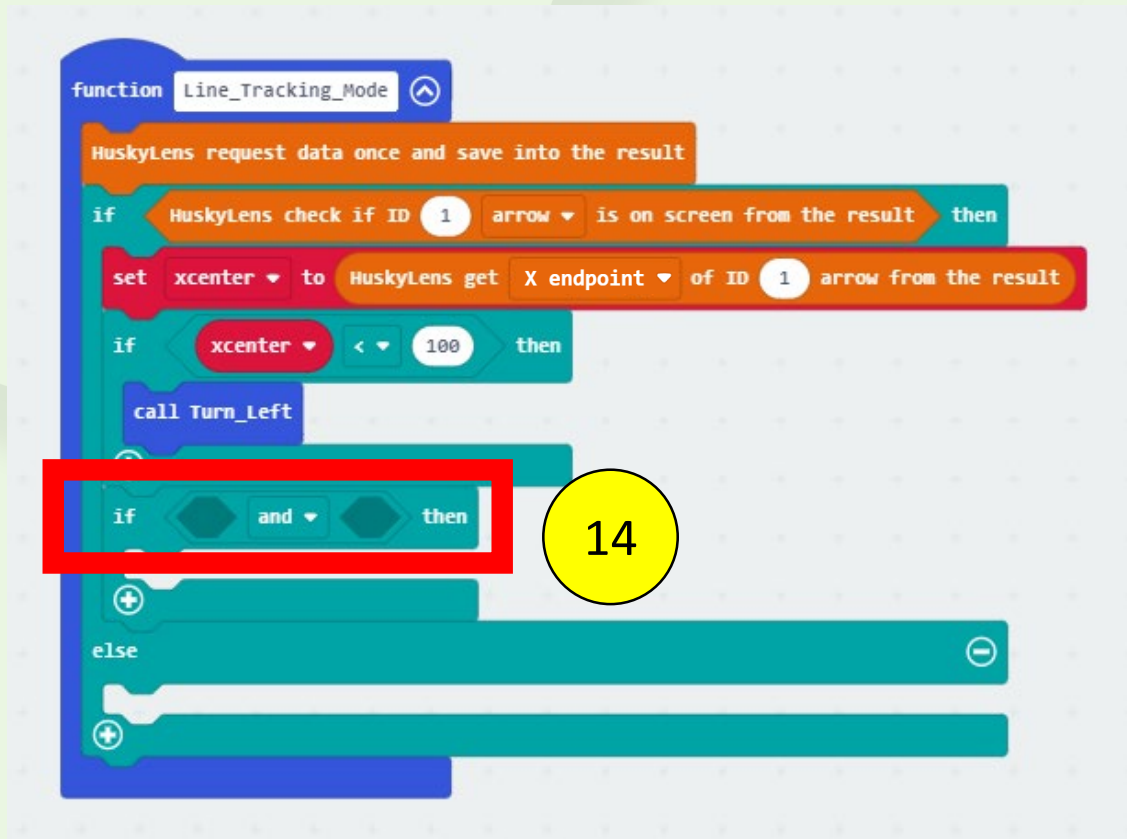 function Line_Tracking_Mode
HuskyLens request data once and save into the result
if HuskyLens check if ID 1 arrow is on screen from the result then
set xcenter to HuskyLens get X endpoint of ID 1 arrow from the result
if xcenter < 100 then
call Turn_Left
if and then
14
else